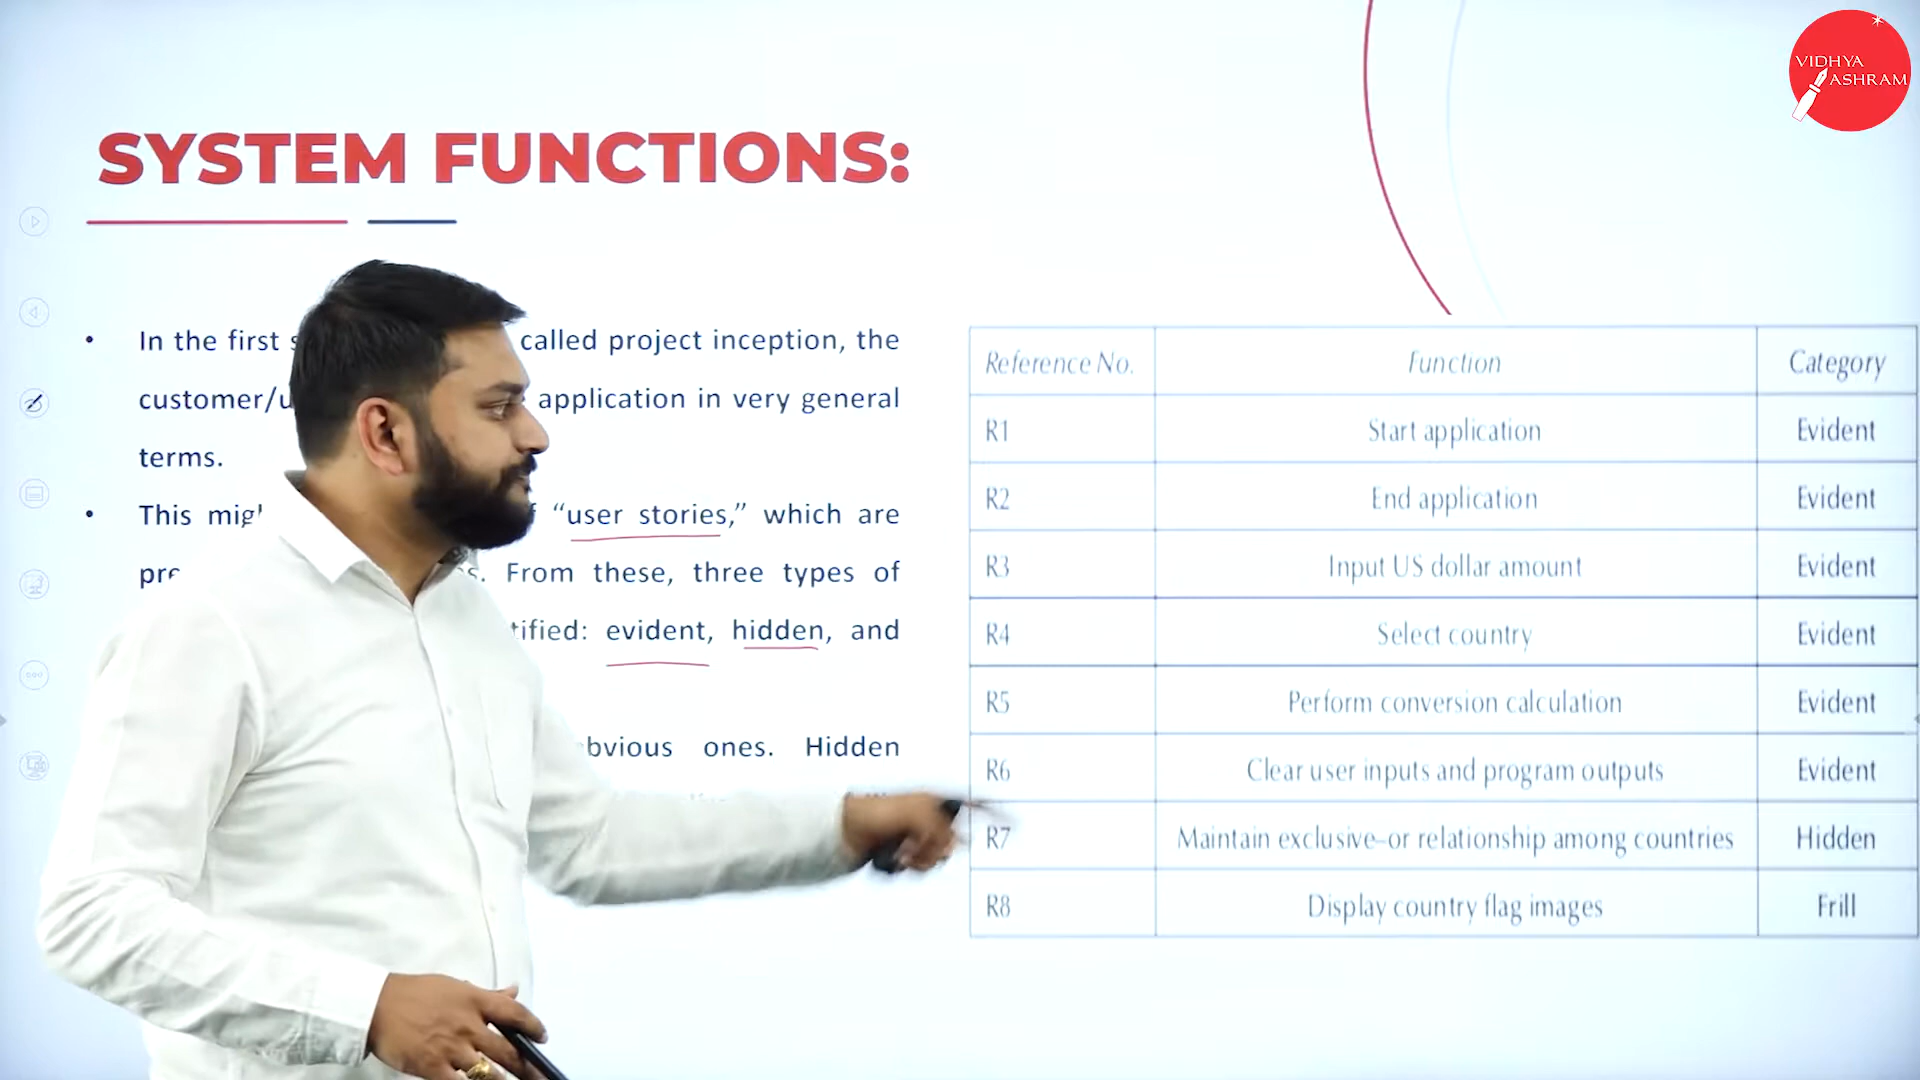 VIDHYA
ASHRAM
SYSTEM FUNCTIONS:
• In the first called project inception, the
customer/ application in very general
terms.
• This “user stories,” which are
From these, three types of
evident, hidden, and
ones. Hidden
Reference No. Function Category
R1 Start application Evident
R2 End application Evident
R3 Input US dollar amount Evident
R4 Select country Evident
R5 Perform conversion calculation Evident
R6 Clear user inputs and program outputs Evident
R7 Maintain exclusive-or relationship among countries Hidden
R8 Display country flag images Frill